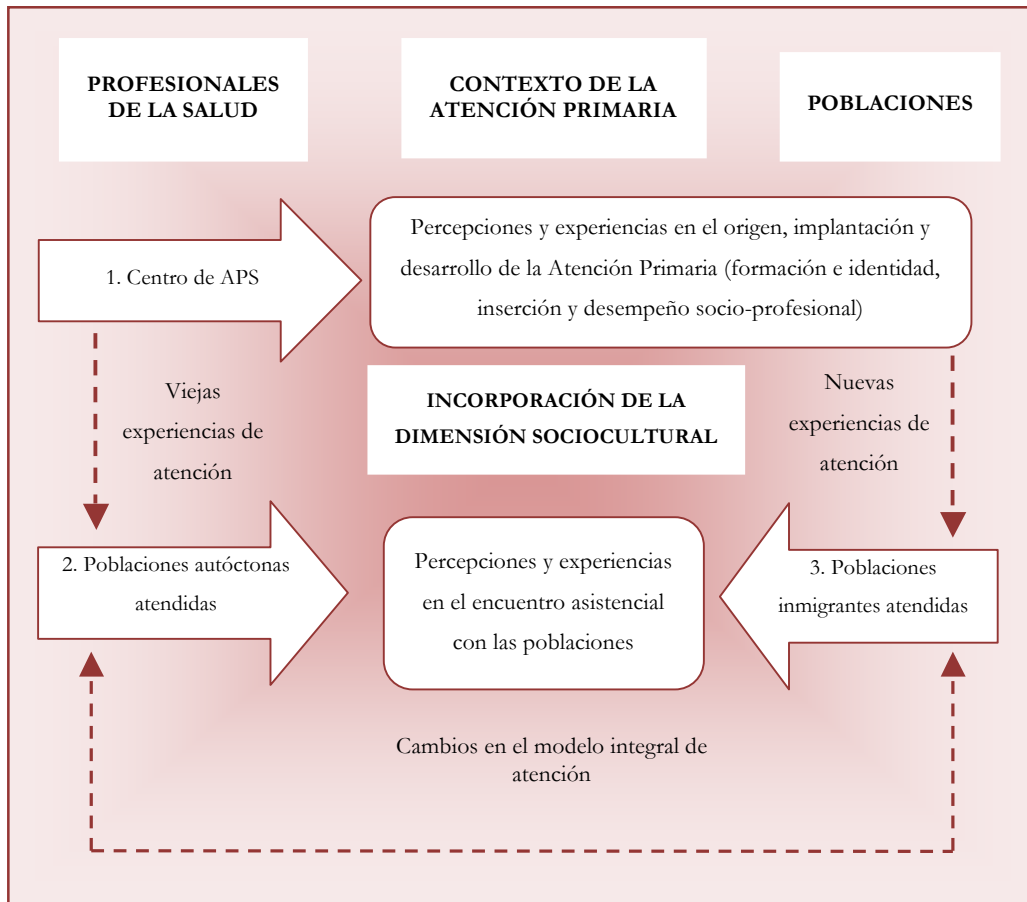 PROFESIONALES
DE LA SALUD
CONTEXTO DE LA
ATENCIÓN PRIMARIA
POBLACIONES
1. Centro de APS
Percepciones y experiencias en el origen, implantación y
desarrollo de la Atención Primaria (formación e identidad,
inserción y desempeño socio-profesional)
Viejas
experiencias de
atención
INCORPORACIÓN DE LA
DIMENSIÓN SOCIOCULTURAL
Nuevas
experiencias de
atención
2. Poblaciones autóctonas
atendidas
Percepciones y experiencias
en el encuentro asistencial
con las poblaciones
3. Poblaciones
inmigrantes atendidas
Cambios en el modelo integral de
atención